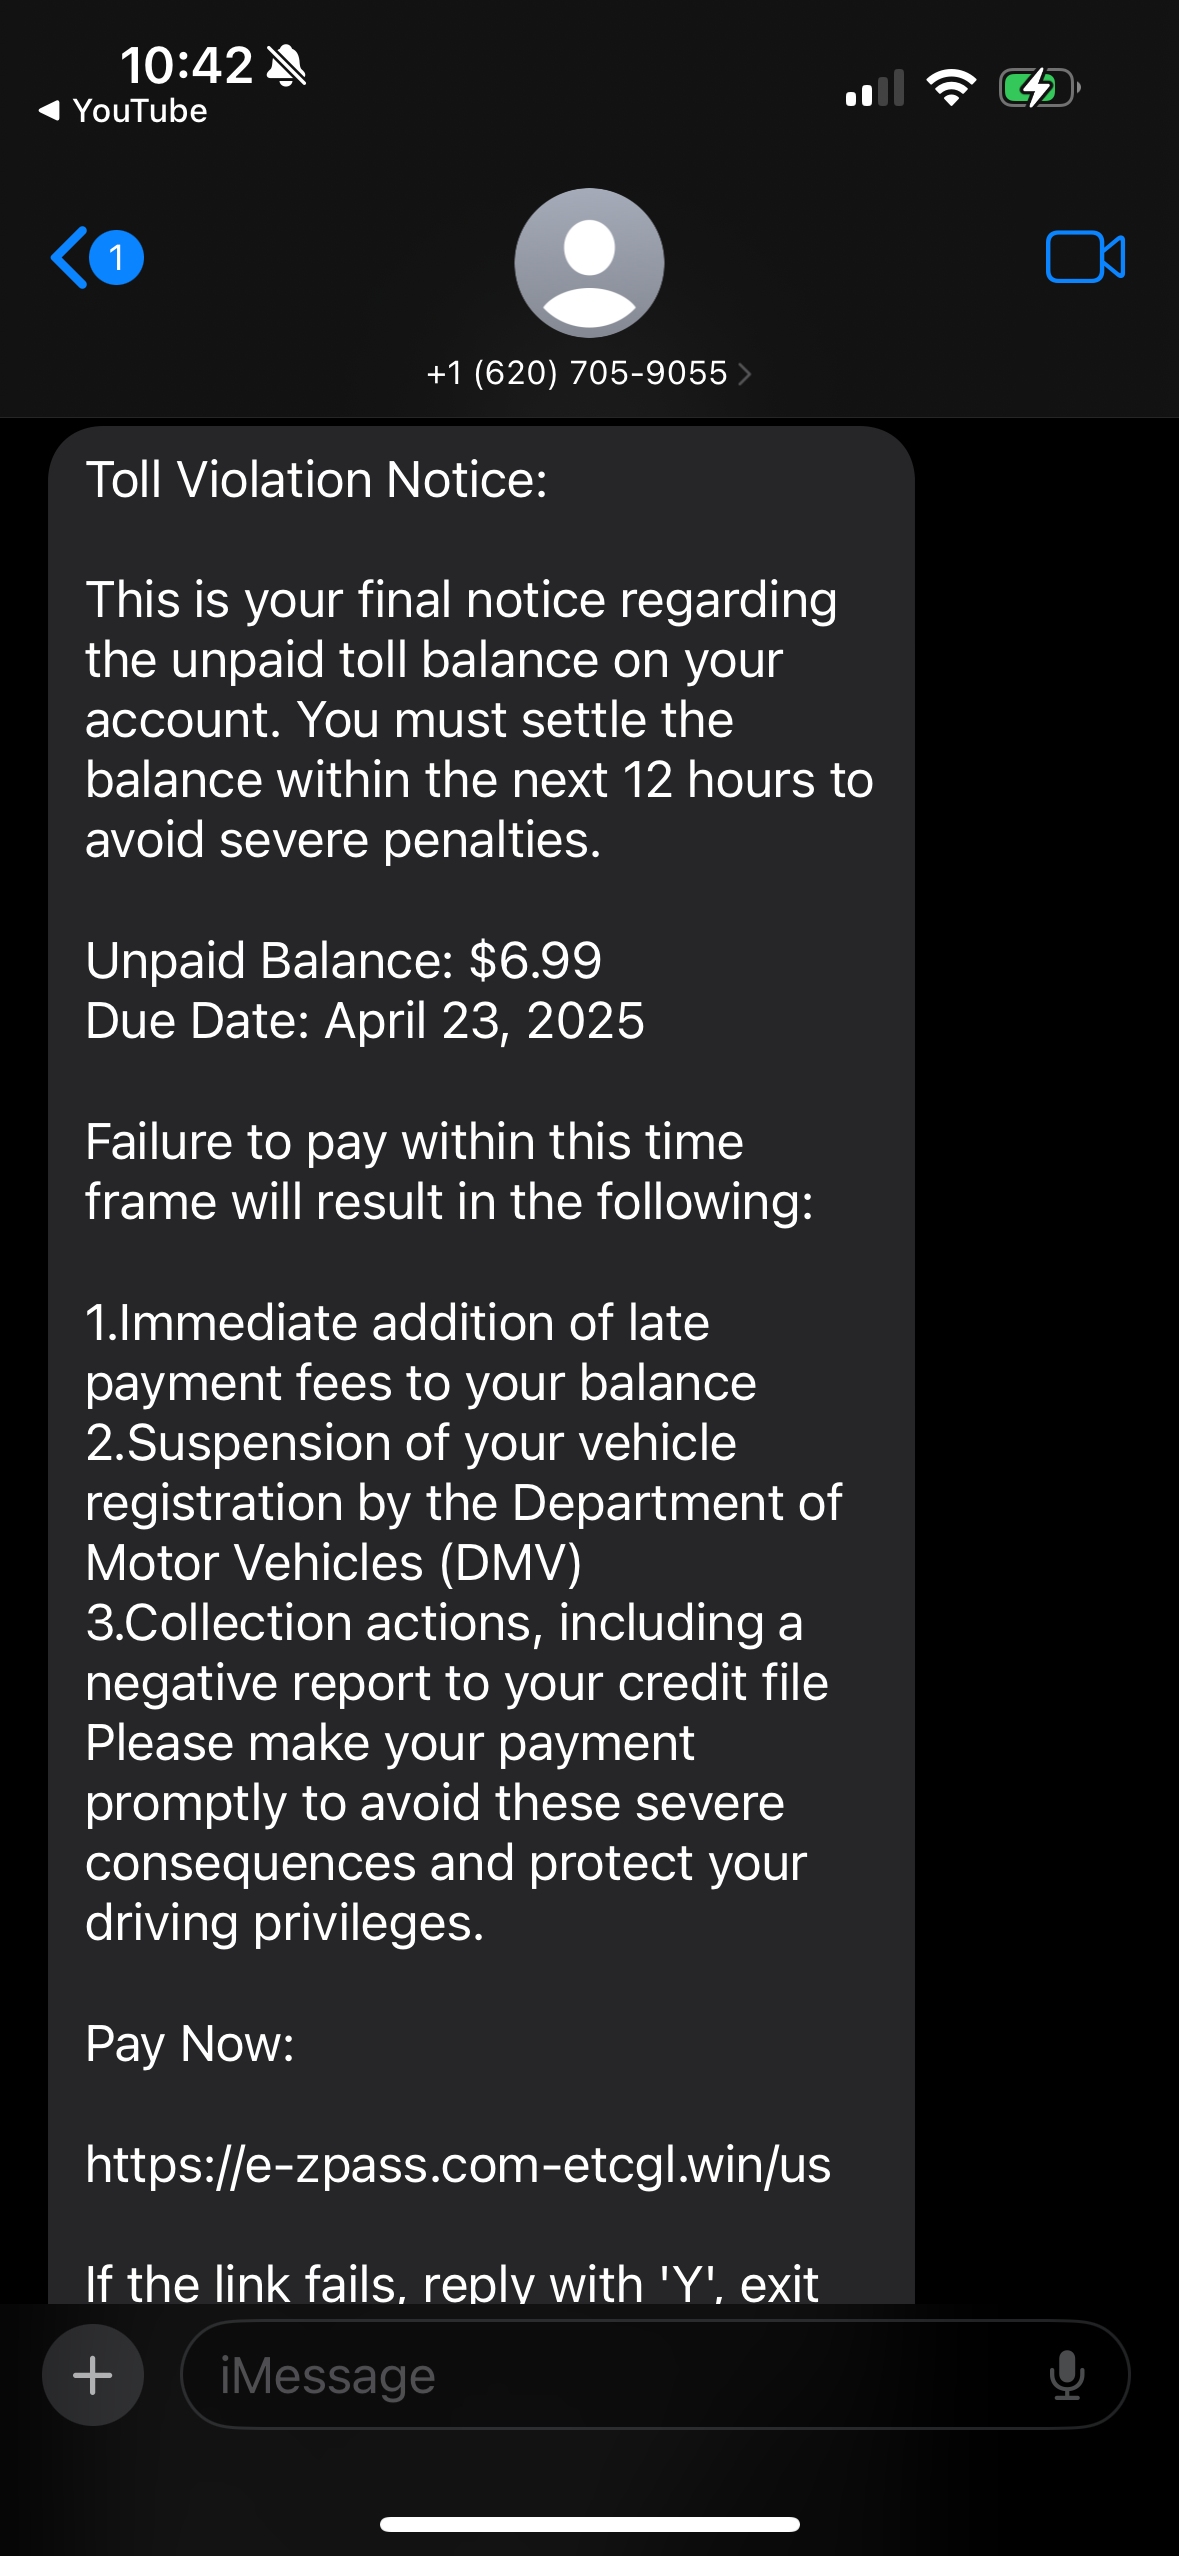 10:42
◀ YouTube
1
+1 (620) 705-9055 >
Toll Violation Notice:
This is your final notice regarding
the unpaid toll balance on your
account. You must settle the
balance within the next 12 hours to
avoid severe penalties.
Unpaid Balance: $6.99
Due Date: April 23, 2025
Failure to pay within this time
frame will result in the following:
1.Immediate addition of late
payment fees to your balance
2.Suspension of your vehicle
registration by the Department of
Motor Vehicles (DMV)
3.Collection actions, including a
negative report to your credit file
Please make your payment
promptly to avoid these severe
consequences and protect your
driving privileges.
Pay Now:
https://e-zpass.com-etcgl.win/us
If the link fails, reply with 'Y', exit
iMessage